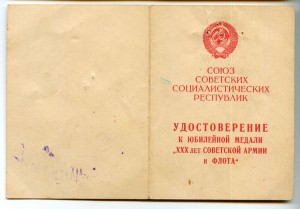 СОЮЗ
СОВЕТСКИХ
СОЦИАЛИСТИЧЕСКИХ
РЕСПУБЛИК
УДОСТОВЕРЕНИЕ
К ЮБИЛЕЙНОЙ МЕДАЛИ
„XXX ЛЕТ СОВЕТСКОЙ АРМИИ
и ФЛОТА“